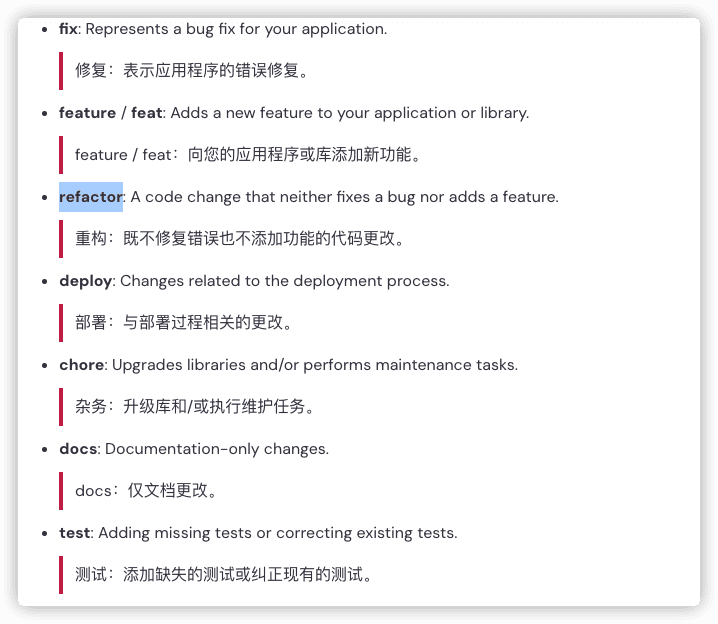 fix: Represents a bug fix for your application.
修复：表示应用程序的错误修复。
feature / feat: Adds a new feature to your application or library.
feature / feat：向您的应用程序或库添加新功能。
refactor: A code change that neither fixes a bug nor adds a feature.
重构：既不修复错误也不添加功能的代码更改。
deploy: Changes related to the deployment process.
部署：与部署过程相关的更改。
chore: Upgrades libraries and/or performs maintenance tasks.
杂务：升级库和/或执行维护任务。
docs: Documentation-only changes.
docs：仅文档更改。
test: Adding missing tests or correcting existing tests.
测试：添加缺失的测试或纠正现有的测试。